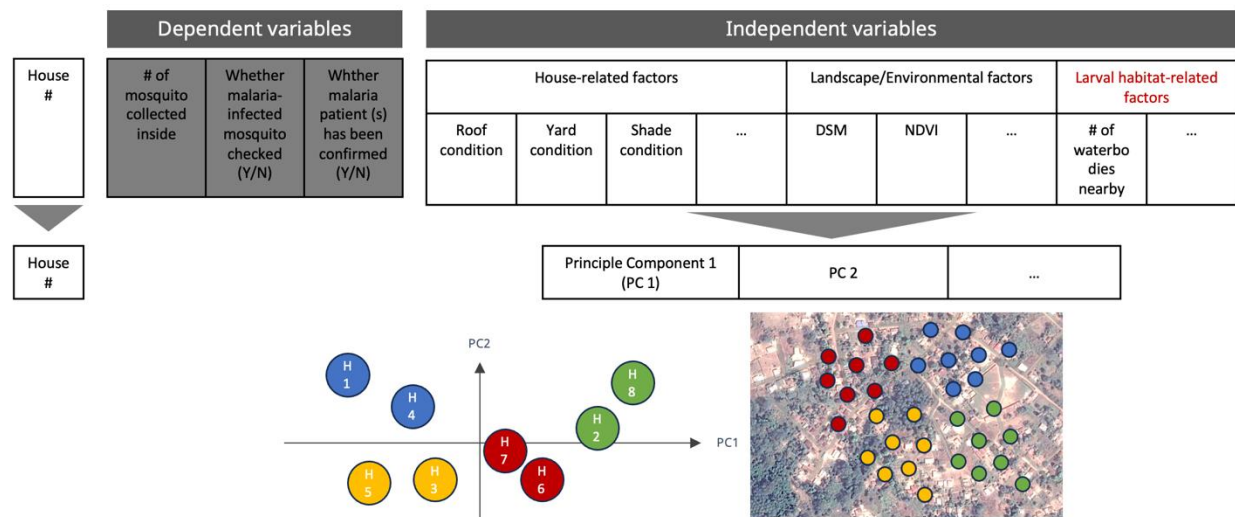 Dependent variables
Independent variables
House
#
# of
mosquito
collected
inside
Whether
malaria-
infected
mosquito
checked
(Y/N)
Whther
malaria
patient (s)
has been
confirmed
(Y/N)
House-related factors
Landscape/Environmental factors
Larval habitat-related
factors
Roof
condition
Yard
condition
Shade
condition
...
DSM
NDVI
...
# of
waterbo
dies
nearby
...
House
#
Principle Component 1
(PC 1)
PC 2
...
PC2
H
1
H
4
H
8
H
2
PC1
H
7
H
5
H
3
H
6